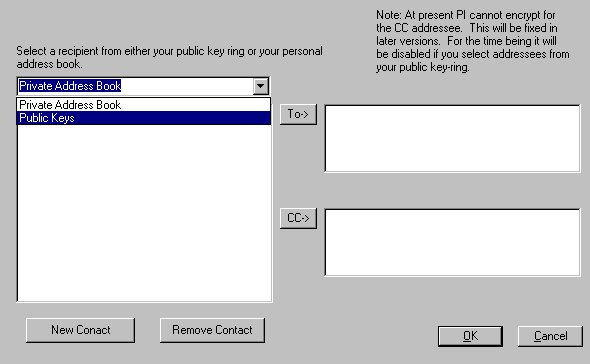 Note: At present PI cannot encrypt for
the CC addressee. This will be fixed in
later versions. For the time being it will
be disabled if you select addressees from
your public key-ring.
Select a recipient from either your public key ring or your personal
address book.
Private Address Book
Private Address Book
Public Keys
To->
CC->
New Conact
Remove Contact
OK
Cancel